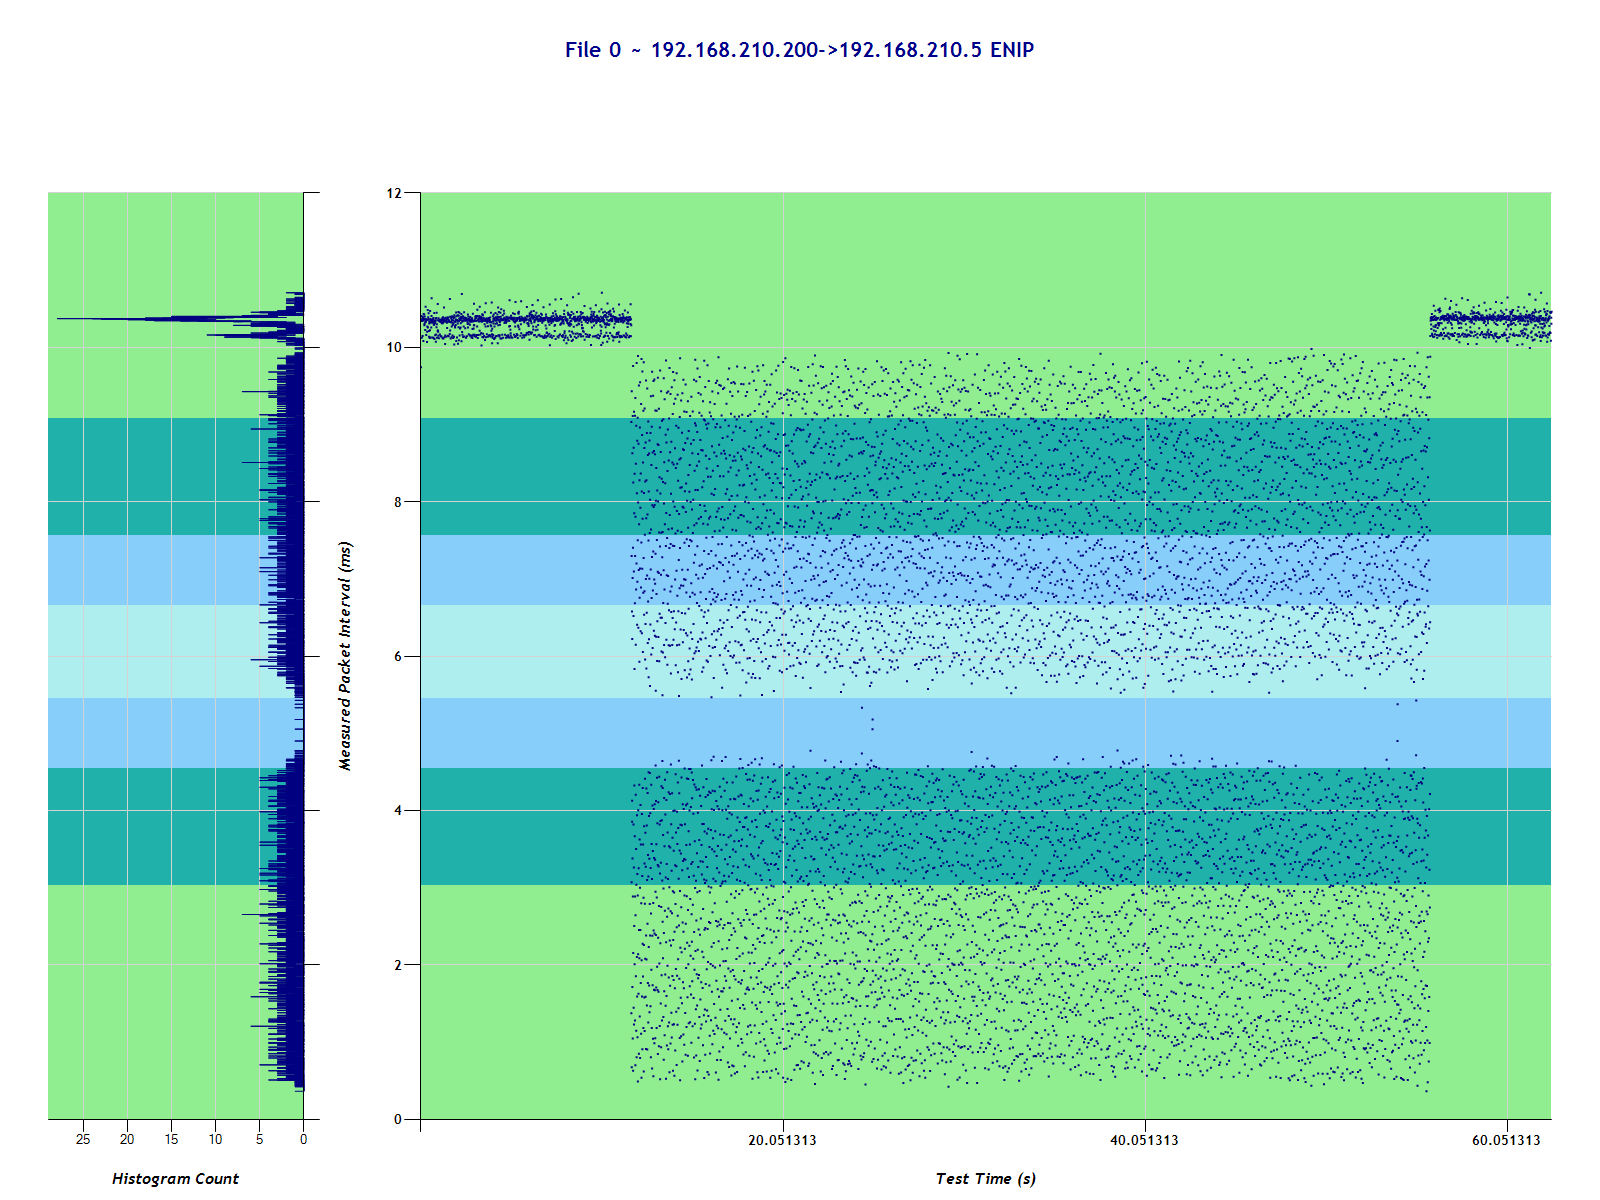 File 0 ~ 192.168.210.200->192.168.210.5 ENIP
12
10
8
6
4
2
0
Measured Packet Interval (ms)
25 20 15 10 5 0
20.051313 40.051313 60.051313
Histogram Count
Test Time (s)